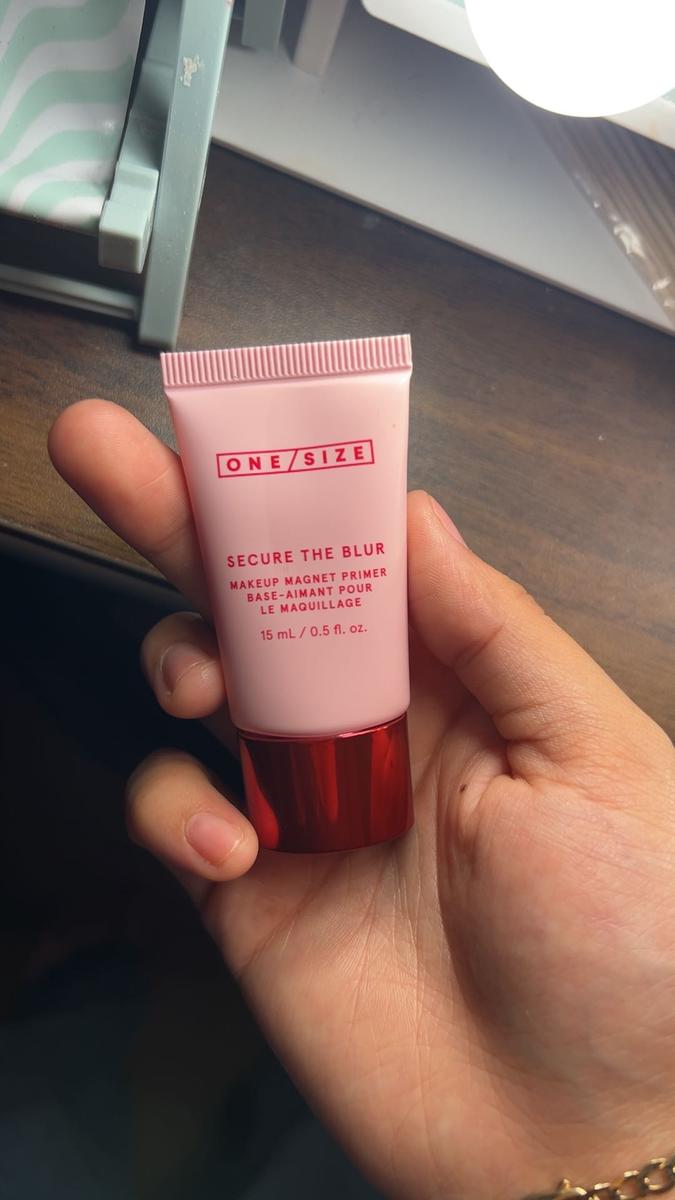 ONE/SIZE
SECURE THE BLUR
MAKEUP MAGNET PRIMER
BASE-AIMANT POUR
LE MAQUILLAGE
15 mL / 0.5 fl. oz.